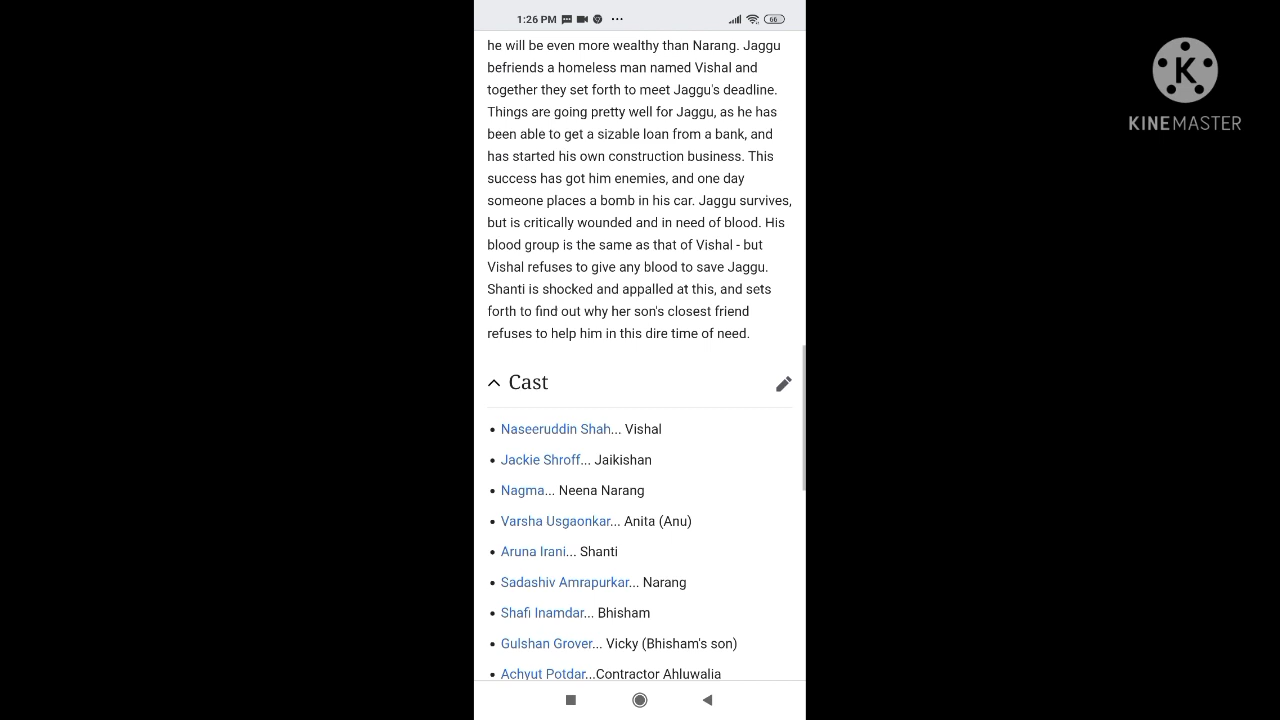 1:26 PM
66
he will be even more wealthy than Narang. Jaggu
befriends a homeless man named Vishal and
together they set forth to meet Jaggu's deadline.
Things are going pretty well for Jaggu, as he has
been able to get a sizable loan from a bank, and
has started his own construction business. This
success has got him enemies, and one day
someone places a bomb in his car. Jaggu survives,
but is critically wounded and in need of blood. His
blood group is the same as that of Vishal - but
Vishal refuses to give any blood to save Jaggu.
Shanti is shocked and appalled at this, and sets
forth to find out why her son's closest friend
refuses to help him in this dire time of need.
Cast
• Naseeruddin Shah... Vishal
• Jackie Shroff... Jaikishan
• Nagma... Neena Narang
• Varsha Usgaonkar... Anita (Anu)
• Aruna Irani... Shanti
• Sadashiv Amrapurkar... Narang
• Shafi Inamdar... Bhisham
• Gulshan Grover... Vicky (Bhisham's son)
• Achyut Potdar...Contractor Ahluwalia
K
KINEMASTER